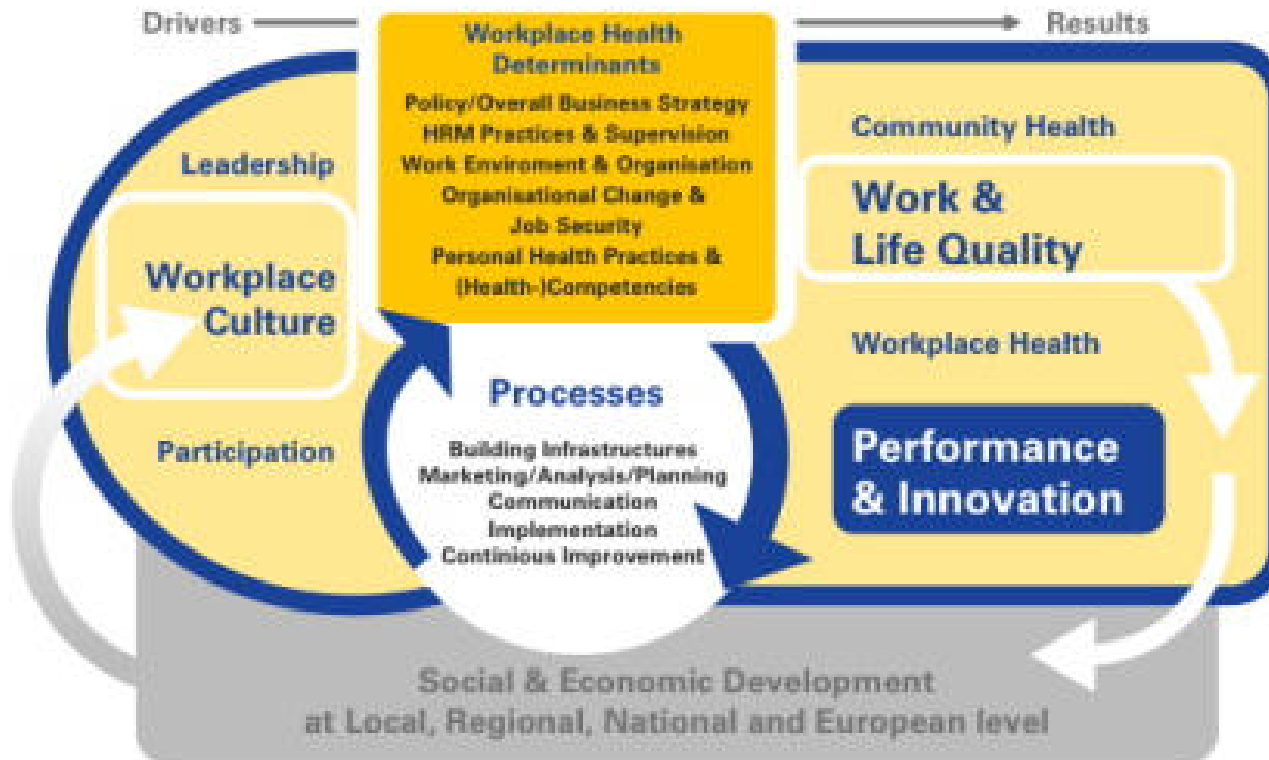 Drivers
Results
Workplace Health
Determinants
Policy/Overall Business Strategy
HRM Practices & Supervision
Work Enviroment & Organisation
Organisational Change &
Job Security
Personal Health Practices &
(Health-)Competencies
Leadership
Workplace
Culture
Participation
Processes
Building Infrastructures
Marketing/Analysis/Planning
Communication
Implementation
Continious Improvement
Community Health
Work &
Life Quality
Workplace Health
Performance
& Innovation
Social & Economic Development
at Local, Regional, National and European level